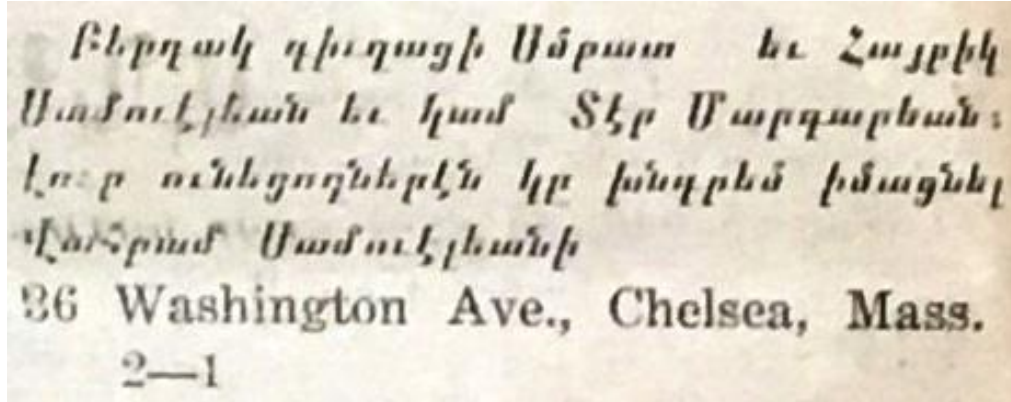 Բերդակ գիւղացի Սմբատ եւ Հայրիկ
Սամուէլեան եւ կամ Տէր Մարգարեան։
Լուր ունեցողներէն կը խնդրեմ իմացնել
Վահրամ Սամուէլեանի
36 Washington Ave., Chelsea, Mass.
2—1